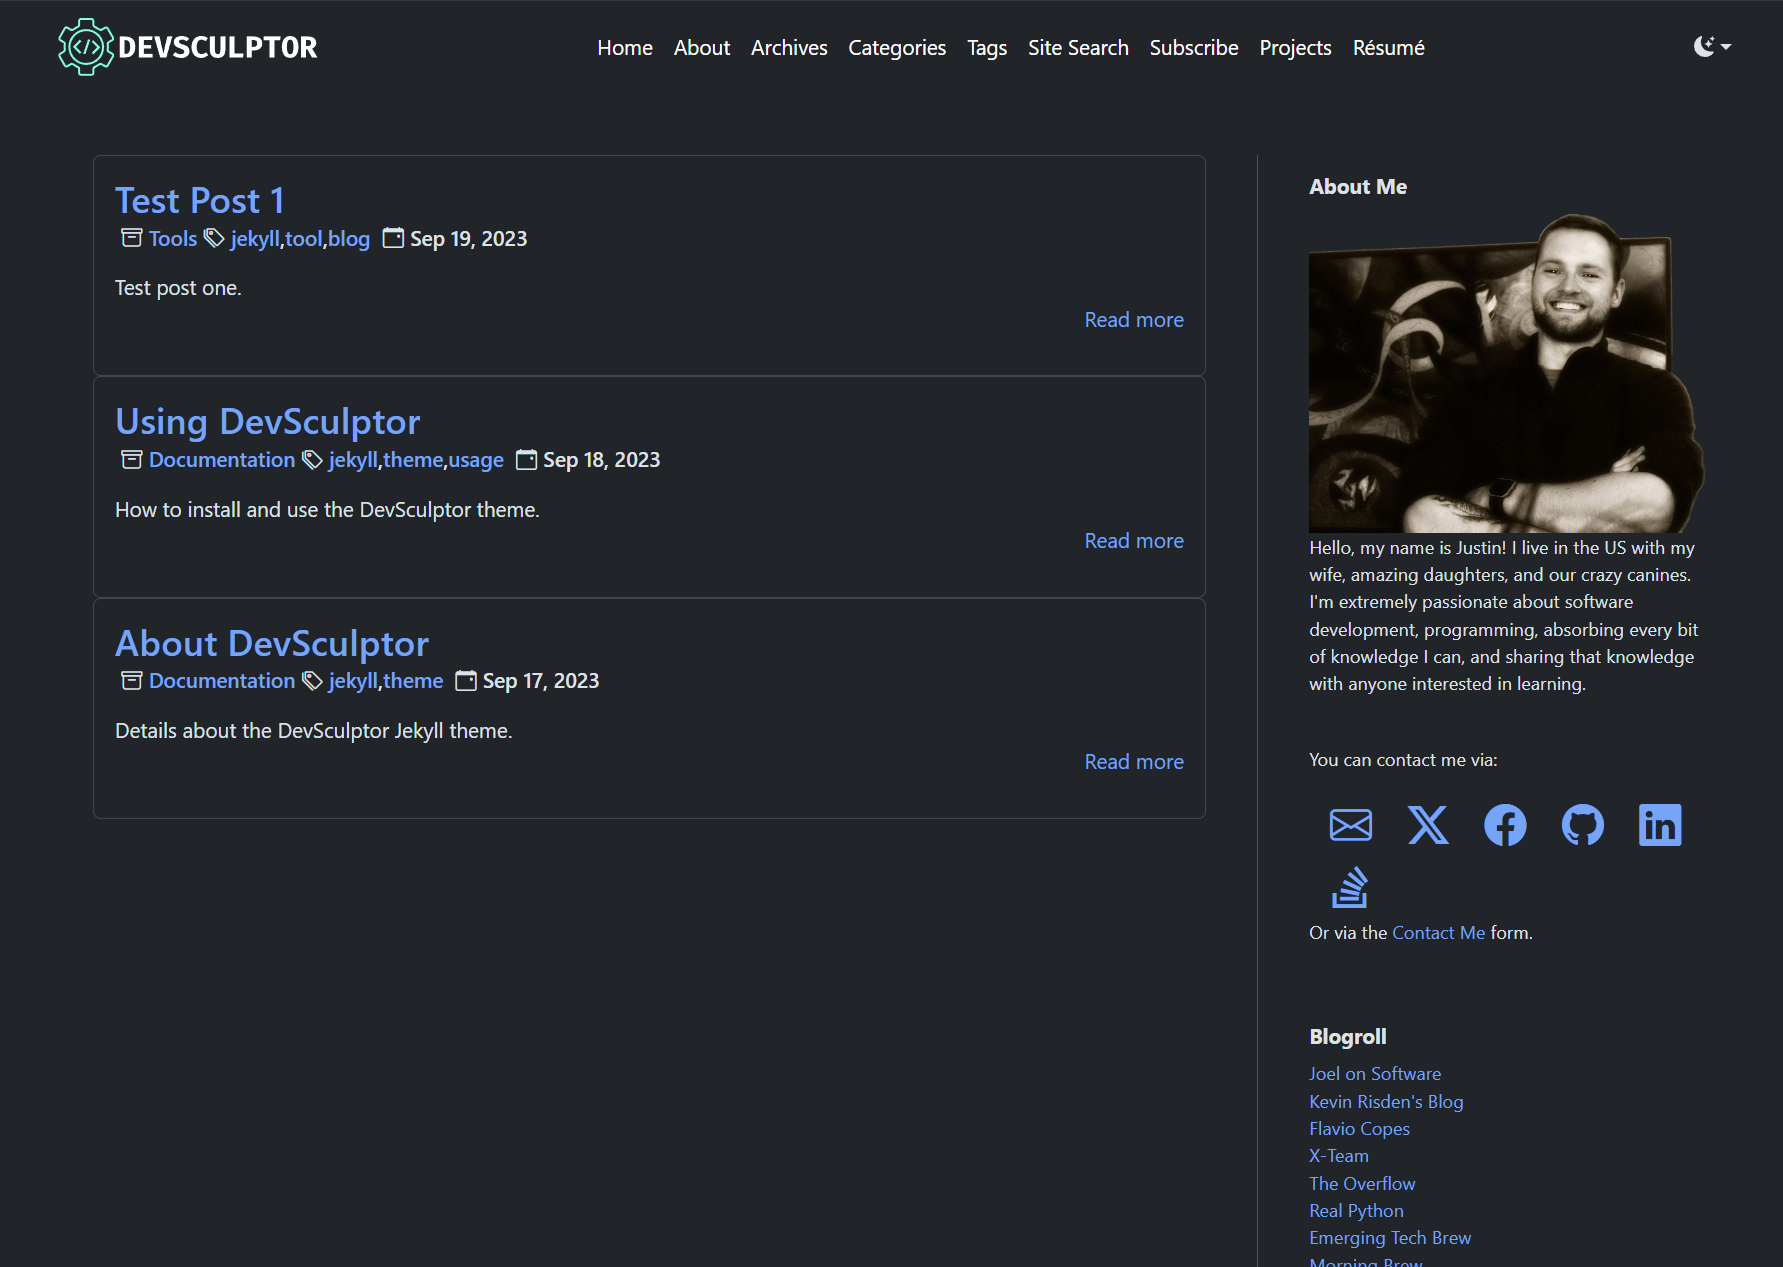 DEVSCULPTOR
Home About Archives Categories Tags Site Search Subscribe Projects Résumé
Test Post 1
Tools jekyll,tool,blog Sep 19, 2023
Test post one.
Read more
Using DevSculptor
Documentation jekyll,theme,usage Sep 18, 2023
How to install and use the DevSculptor theme.
Read more
About DevSculptor
Documentation jekyll,theme Sep 17, 2023
Details about the DevSculptor Jekyll theme.
Read more
About Me
Hello, my name is Justin! I live in the US with my
wife, amazing daughters, and our crazy canines.
I'm extremely passionate about software
development, programming, absorbing every bit
of knowledge I can, and sharing that knowledge
with anyone interested in learning.
You can contact me via:
Or via the Contact Me form.
Blogroll
Joel on Software
Kevin Risden's Blog
Flavio Copes
X-Team
The Overflow
Real Python
Emerging Tech Brew
Morning Brew